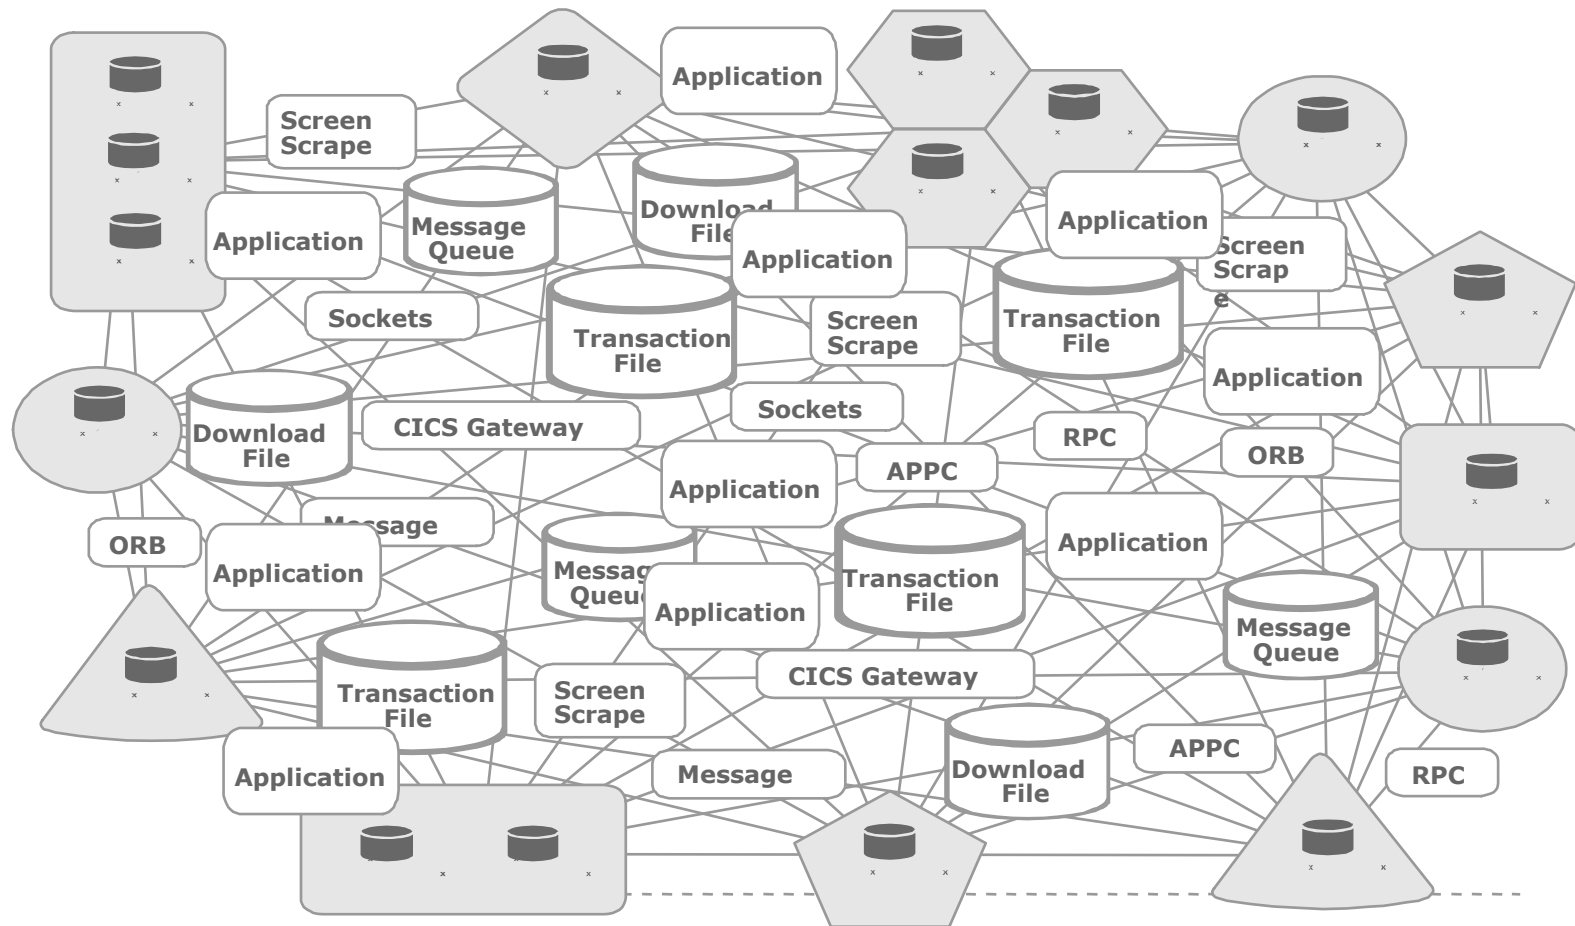 Application
Screen
Scrape
Message
Queue
Download
File
Application
Application
Application
Screen
Scrap
e
Sockets
Transaction
File
Screen
Scrape
Transaction
File
Application
Download
File
CICS Gateway
Sockets
RPC
ORB
APPC
Application
Message
ORB
Application
Message
Queue
Transaction
File
Application
Application
Message
Queue
Transaction
File
Screen
Scrape
CICS Gateway
Application
Message
Download
File
APPC
RPC